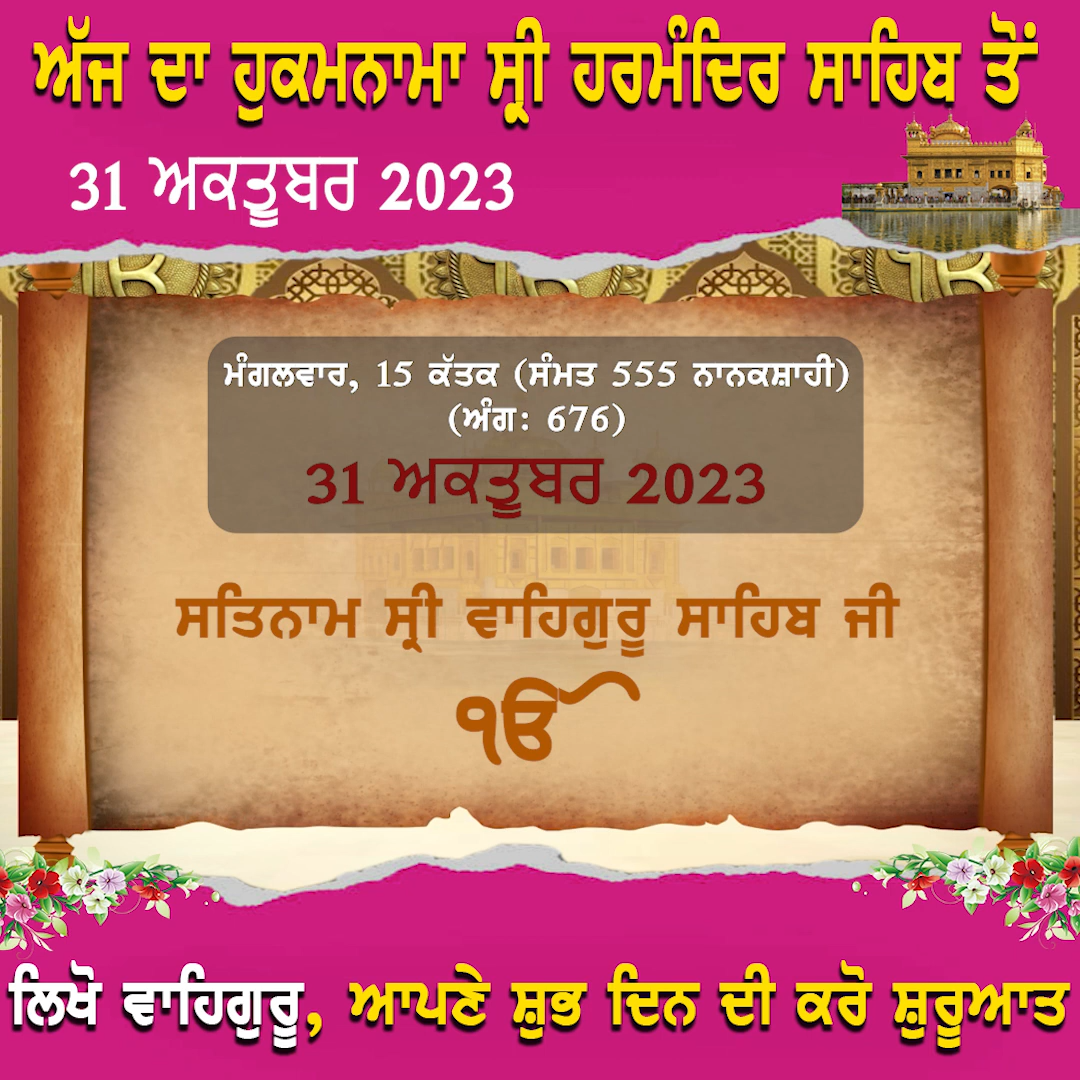 ਅੱਜ ਦਾ ਹੁਕਮਨਾਮਾ ਸ੍ਰੀ ਹਰਮੰਦਿਰ ਸਾਹਿਬ ਤੋਂ
31 ਅਕਤੂਬਰ 2023
ਮੰਗਲਵਾਰ, 15 ਕੱਤਕ (ਸੰਮਤ 555 ਨਾਨਕਸ਼ਾਹੀ)
(ਅੰਗ: 676)
31 ਅਕਤੂਬਰ 2023
ਸਤਿਨਾਮ ਸ੍ਰੀ ਵਾਹਿਗੁਰੂ ਸਾਹਿਬ ਜੀ
ੴ
ਲਿਖੋ ਵਾਹਿਗੁਰੂ, ਆਪਣੇ ਸ਼ੁਭ ਦਿਨ ਦੀ ਕਰੋ ਸ਼ੁਰੂਆਤ